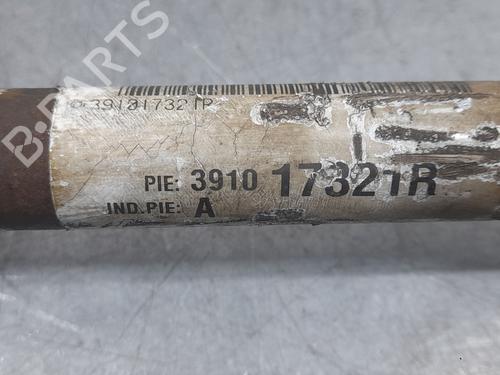 B-PARTS
391017321R
PIE: 3910 17321R
IND.PIE: A